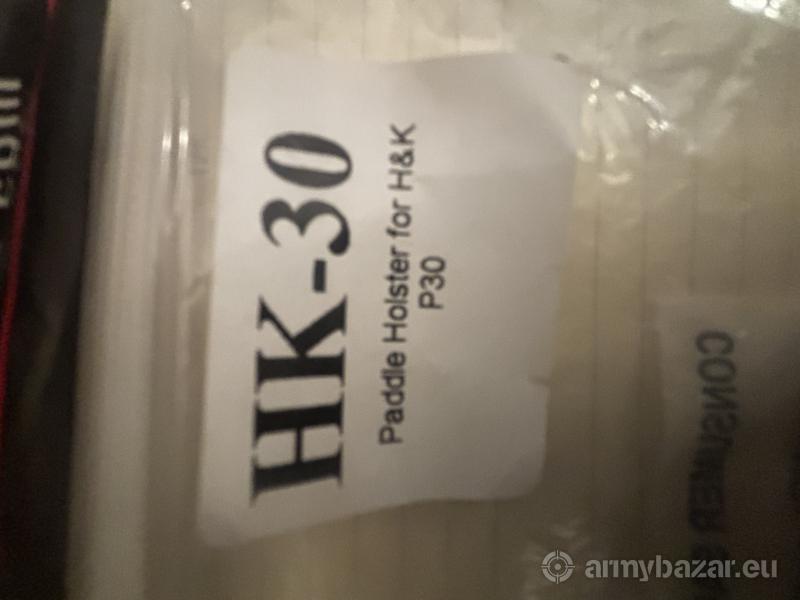 HK-30
Paddle Holster for H&K
P30
CONSUMER
armybazar.eu